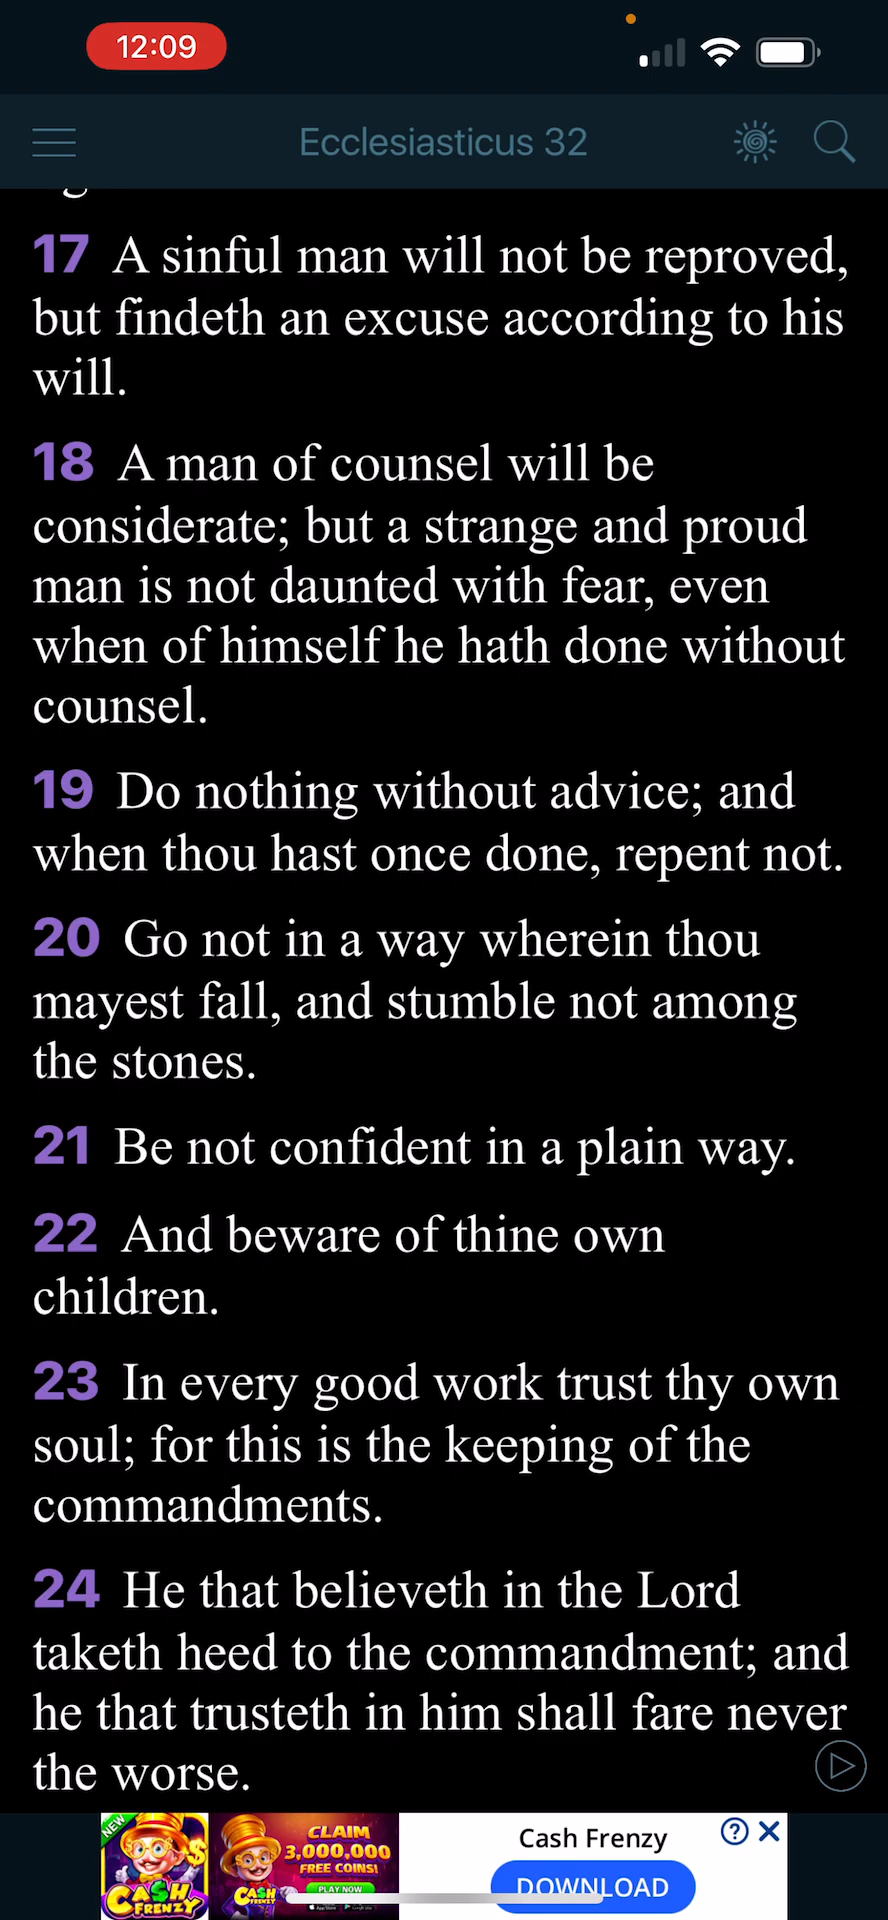 12:09
Ecclesiasticus 32
17 A sinful man will not be reproved,
but findeth an excuse according to his
will.
18 A man of counsel will be
considerate; but a strange and proud
man is not daunted with fear, even
when of himself he hath done without
counsel.
19 Do nothing without advice; and
when thou hast once done, repent not.
20 Go not in a way wherein thou
mayest fall, and stumble not among
the stones.
21 Be not confident in a plain way.
22 And beware of thine own
children.
23 In every good work trust thy own
soul; for this is the keeping of the
commandments.
24 He that believeth in the Lord
taketh heed to the commandment; and
he that trusteth in him shall fare never
the worse.
NEW
CASH
FRENZY
CLAIM
3,000,000
FREE COINS!
PLAY NOW
CASH
Cash Frenzy
DOWNLOAD